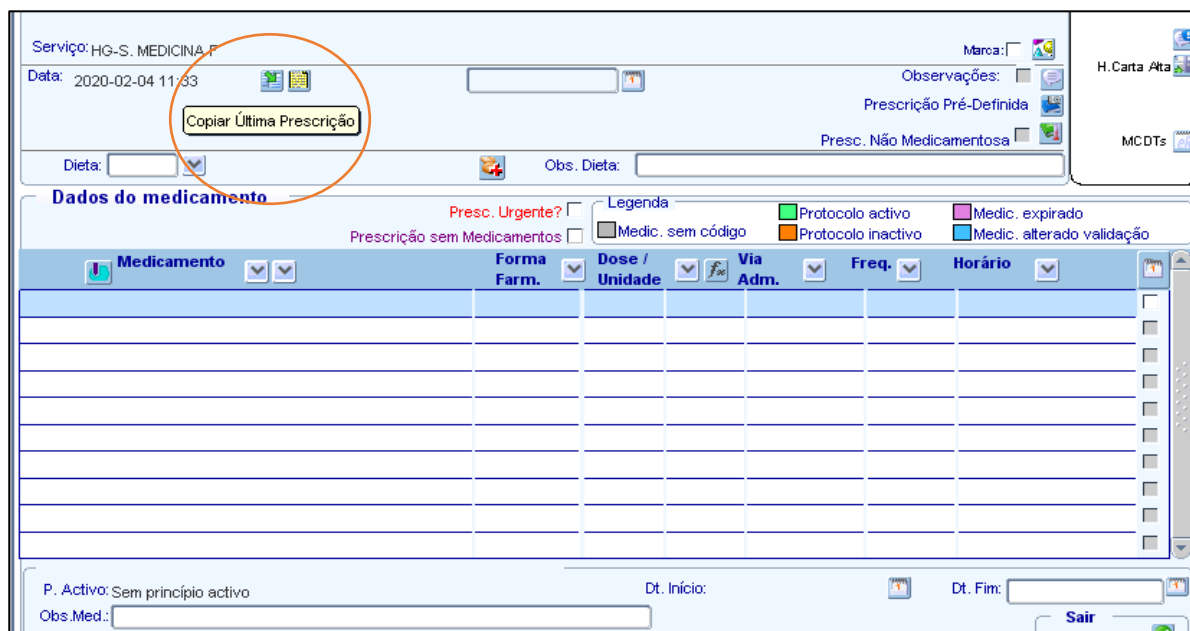 Serviço: HG-S. MEDICINA
Marca:
H.Carta Alta
Data: 2020-02-04 11:33
Observações:
Copiar Última Prescrição
Prescrição Pré-Definida
Presc. Não Medicamentosa
MCDTs
Dieta:
Obs. Dieta:
Dados do medicamento
Presc. Urgente?
Legenda
Protocolo activo
Medic. expirado
Prescrição sem Medicamentos
Medic. sem código
Protocolo inactivo
Medic. alterado validação
Medicamento
Forma Farm.
Dose / Unidade
Via Adm.
Freq.
Horário
P. Activo: Sem princípio activo
Dt. Início:
Dt. Fim:
Obs.Med.:
Sair